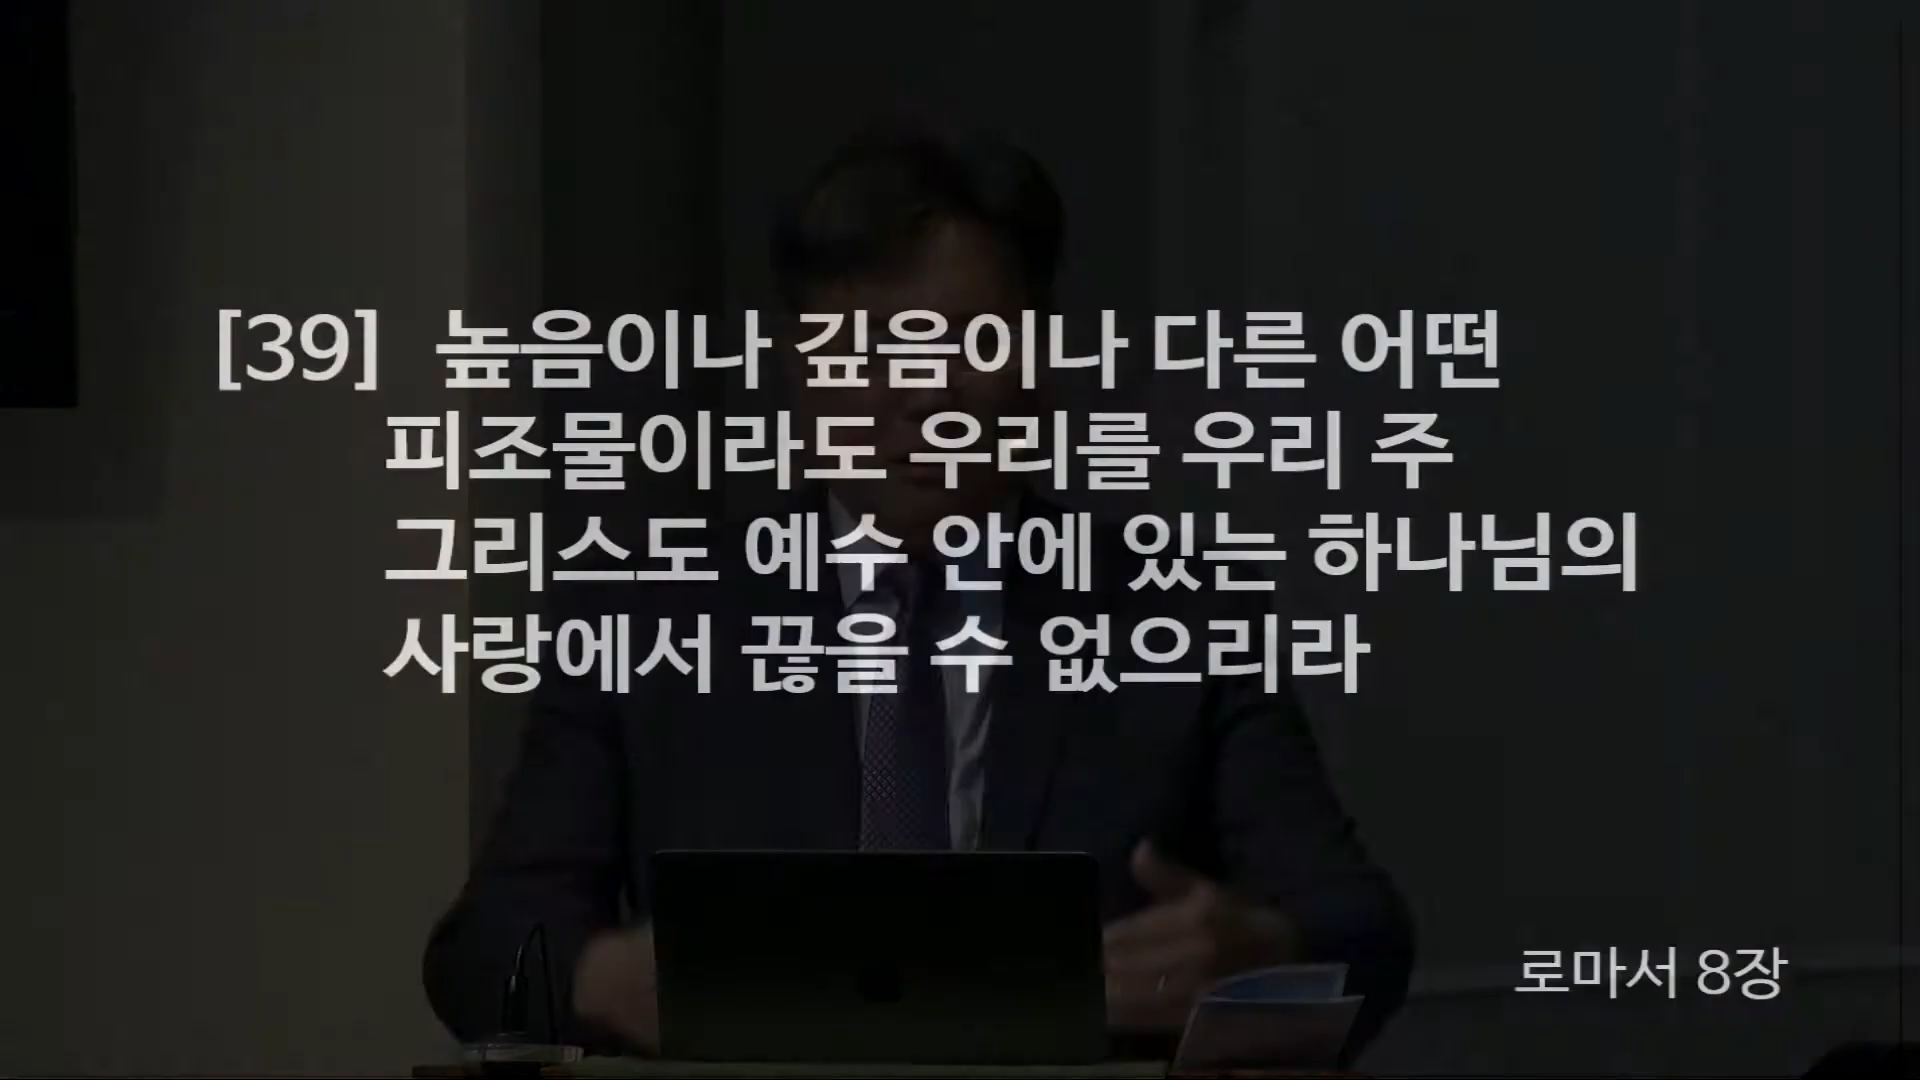 [39] 높음이나 깊음이나 다른 어떤
피조물이라도 우리를 우리 주
그리스도 예수 안에 있는 하나님의
사랑에서 끊을 수 없으리라
로마서 8장